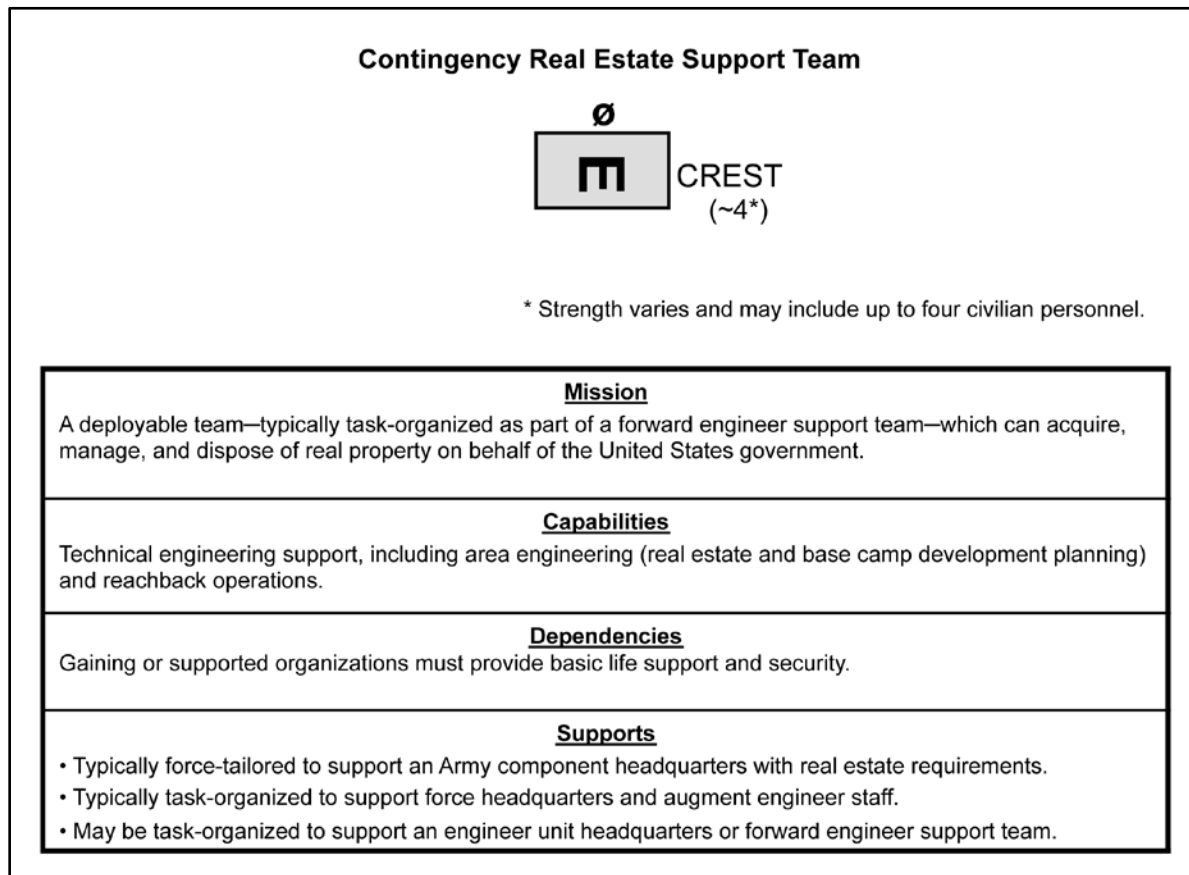 Contingency Real Estate Support Team
Ø
E
CREST
(~4*)
* Strength varies and may include up to four civilian personnel.
Mission
A deployable team—typically task-organized as part of a forward engineer support team—which can acquire,
manage, and dispose of real property on behalf of the United States government.
Capabilities
Technical engineering support, including area engineering (real estate and base camp development planning)
and reachback operations.
Dependencies
Gaining or supported organizations must provide basic life support and security.
Supports
• Typically force-tailored to support an Army component headquarters with real estate requirements.
• Typically task-organized to support force headquarters and augment engineer staff.
• May be task-organized to support an engineer unit headquarters or forward engineer support team.